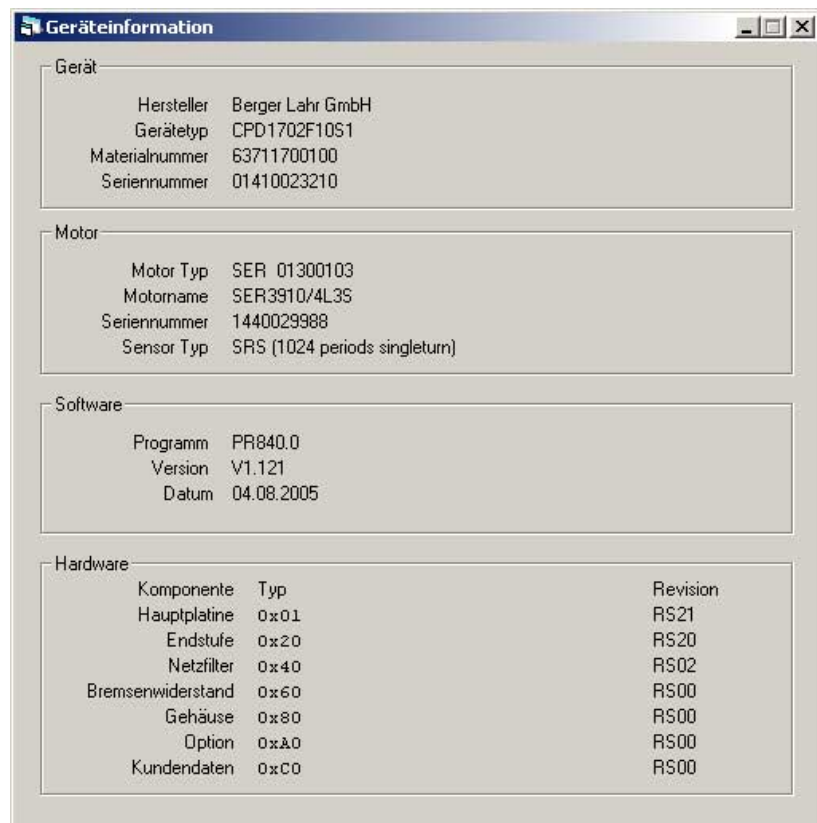 Geräteinformation
Gerät
Hersteller Berger Lahr GmbH
Gerätetyp CPD1702F10S1
Materialnummer 63711700100
Seriennummer 01410023210
Motor
Motor Typ SER 01300103
Motorname SER3910/4L3S
Seriennummer 1440029988
Sensor Typ SRS (1024 periods singleturn)
Software
Programm PR840.0
Version V1.121
Datum 04.08.2005
Hardware
Komponente Typ Revision
Hauptplatine 0x01 RS21
Endstufe 0x20 RS20
Netzfilter 0x40 RS02
Bremsenwiderstand 0x60 RS00
Gehäuse 0x80 RS00
Option 0xA0 RS00
Kundendaten 0xC0 RS00